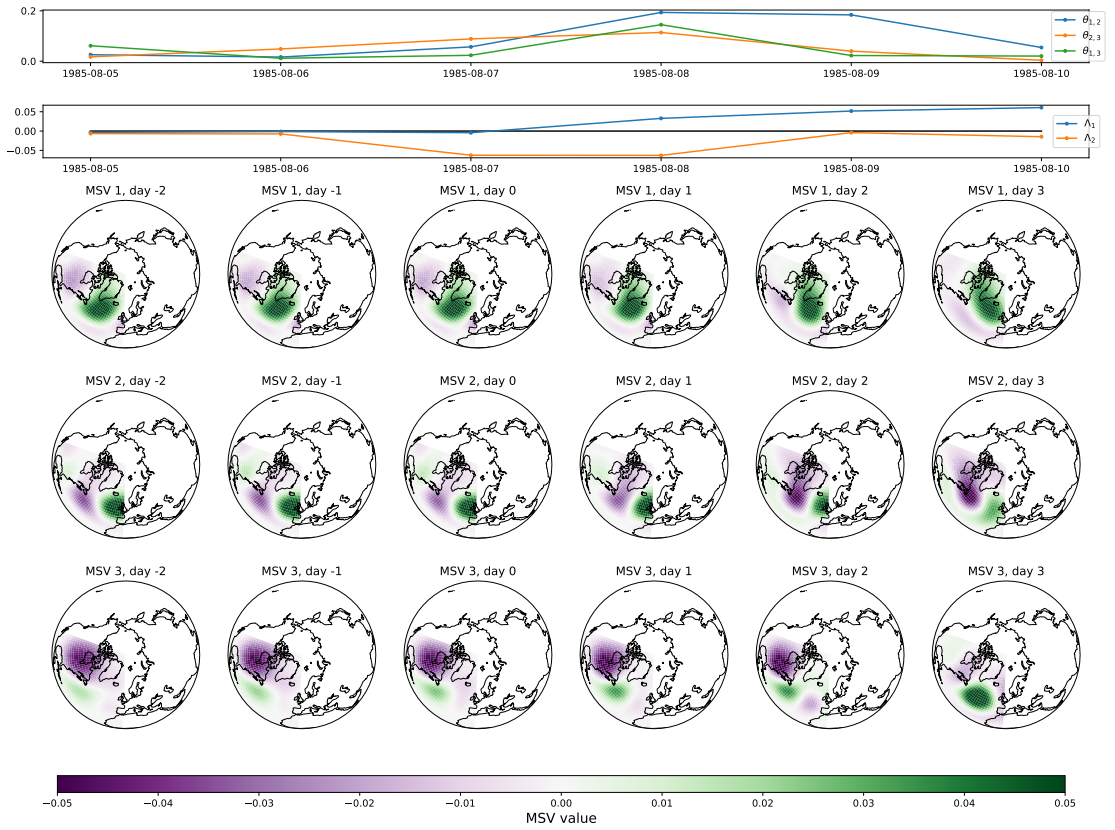 0.2
0.0
θ1,2
θ2,3
θ1,3
1985-08-05 1985-08-06 1985-08-07 1985-08-08 1985-08-09 1985-08-10
0.05
0.00
−0.05
Λ1
Λ2
1985-08-05 1985-08-06 1985-08-07 1985-08-08 1985-08-09 1985-08-10
MSV 1, day -2 MSV 1, day -1 MSV 1, day 0 MSV 1, day 1 MSV 1, day 2 MSV 1, day 3
MSV 2, day -2 MSV 2, day -1 MSV 2, day 0 MSV 2, day 1 MSV 2, day 2 MSV 2, day 3
MSV 3, day -2 MSV 3, day -1 MSV 3, day 0 MSV 3, day 1 MSV 3, day 2 MSV 3, day 3
−0.05 −0.04 −0.03 −0.02 −0.01 0.00 0.01 0.02 0.03 0.04 0.05
MSV value